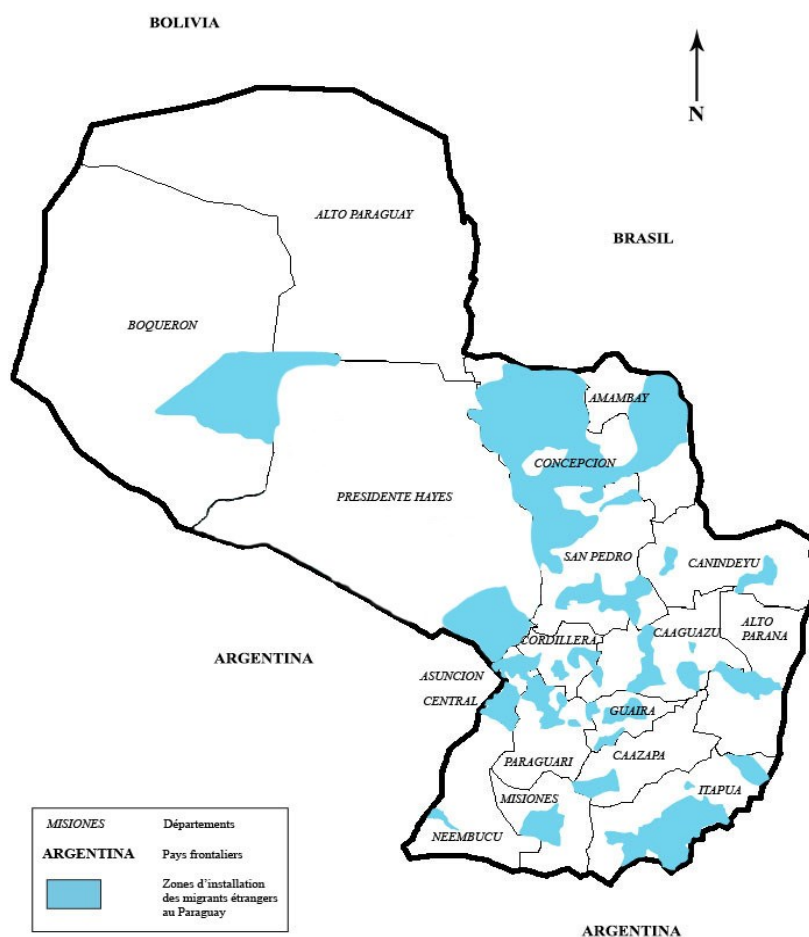 BOLIVIA
N
ALTO PARAGUAY
BRASIL
BOQUERON
AMAMBAY
CONCEPCION
PRESIDENTE HAYES
SAN PEDRO
CANINDEYU
CORDILLERA
CAAGUAZU
ALTO
PARANA
ARGENTINA
ASUNCION
CENTRAL
GUAIRA
PARAGUARI
CAAZAPA
ITAPUA
MISIONES
NEEMBUCU
MISIONES
Départements
ARGENTINA
Pays frontaliers
Zones d'installation
des migrants étrangers
au Paraguay
ARGENTINA